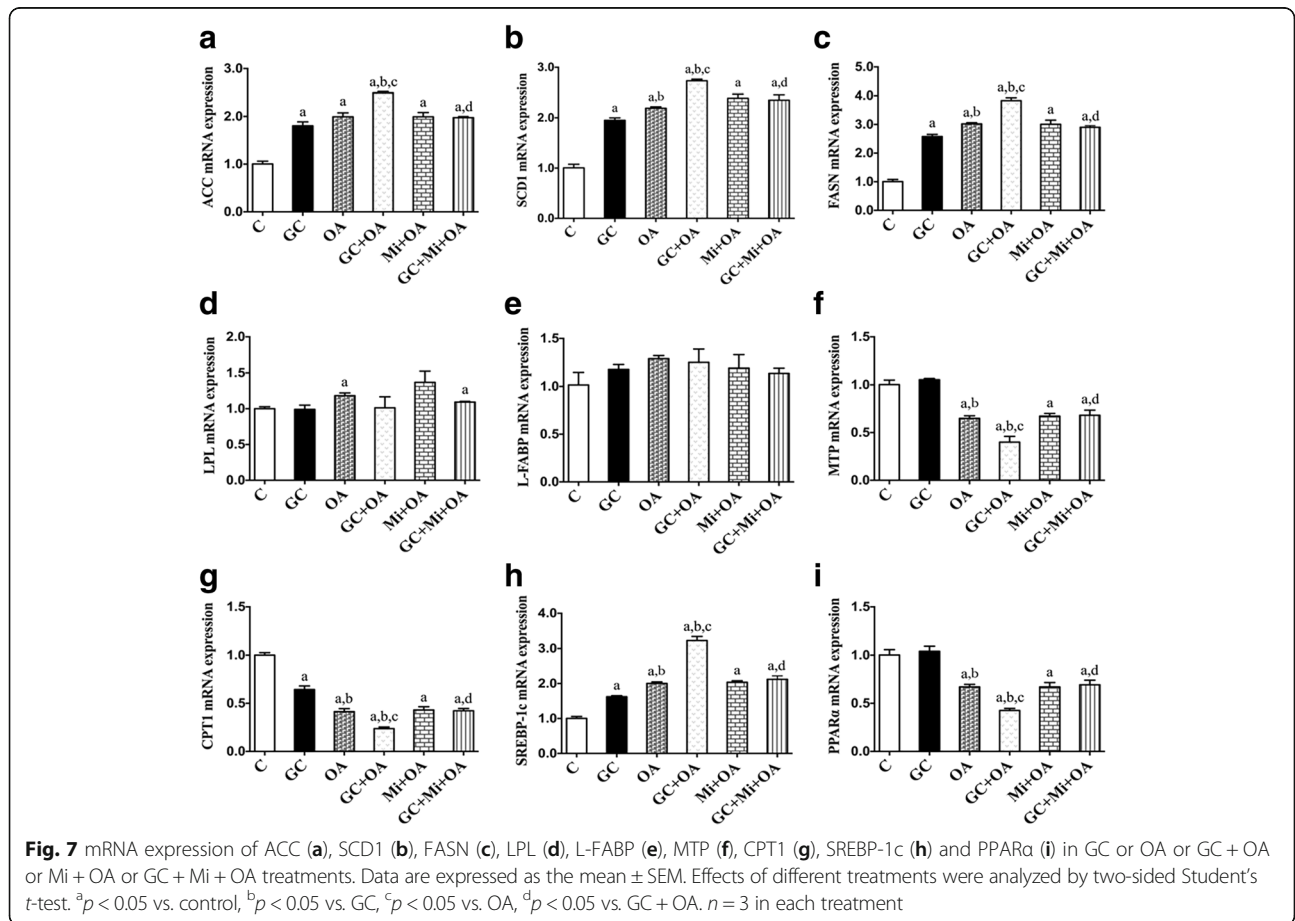 a
ACC mRNA expression
3.0
2.0
1.0
0.0
a
a
a,b,c
a
a,d
C
GC
OA
GC+OA
Mi+OA
GC+Mi+OA
b
SCD1 mRNA expression
3.0
2.0
1.0
0.0
a
a,b
a,b,c
a
a,d
C
GC
OA
GC+OA
Mi+OA
GC+Mi+OA
c
FASN mRNA expression
5.0
4.0
3.0
2.0
1.0
0.0
a
a,b
a,b,c
a
a,d
C
GC
OA
GC+OA
Mi+OA
GC+Mi+OA
d
LPL mRNA expression
2.0
1.5
1.0
0.5
0.0
a
a
C
GC
OA
GC+OA
Mi+OA
GC+Mi+OA
e
L-FABP mRNA expression
1.5
1.0
0.5
0.0
C
GC
OA
GC+OA
Mi+OA
GC+Mi+OA
f
MTP mRNA expression
1.5
1.0
0.5
0.0
a,b
a,b,c
a
a,d
C
GC
OA
GC+OA
Mi+OA
GC+Mi+OA
g
CPT1 mRNA expression
1.5
1.0
0.5
0.0
a
a,b
a,b,c
a
a,d
C
GC
OA
GC+OA
Mi+OA
GC+Mi+OA
h
SREBP-1c mRNA expression
4.0
3.0
2.0
1.0
0.0
a
a,b
a,b,c
a
a,d
C
GC
OA
GC+OA
Mi+OA
GC+Mi+OA
i
PPARα mRNA expression
1.5
1.0
0.5
0.0
a,b
a,b,c
a
a,d
C
GC
OA
GC+OA
Mi+OA
GC+Mi+OA
Fig. 7 mRNA expression of ACC (a), SCD1 (b), FASN (c), LPL (d), L-FABP (e), MTP (f), CPT1 (g), SREBP-1c (h) and PPARα (i) in GC or OA or GC + OA
or Mi + OA or GC + Mi + OA treatments. Data are expressed as the mean ± SEM. Effects of different treatments were analyzed by two-sided Student's
t-test. ᵃp < 0.05 vs. control, ᵇp < 0.05 vs. GC, ᶜp < 0.05 vs. OA, ᵈp < 0.05 vs. GC + OA. n = 3 in each treatment